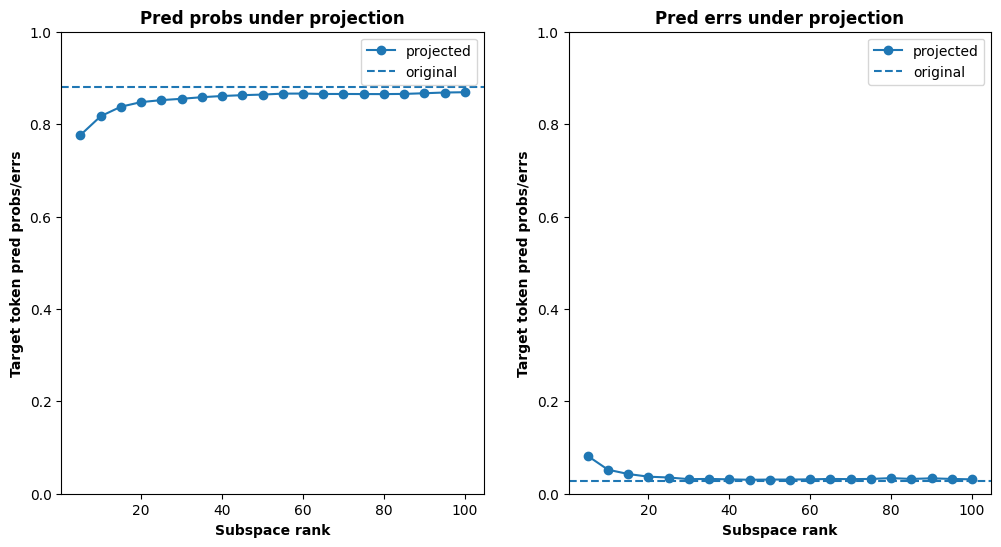 Pred probs under projection
Target token pred probs/errs
1.0
0.8
0.6
0.4
0.2
0.0
projected
original
20
40
60
80
100
Subspace rank
Pred errs under projection
Target token pred probs/errs
1.0
0.8
0.6
0.4
0.2
0.0
projected
original
20
40
60
80
100
Subspace rank